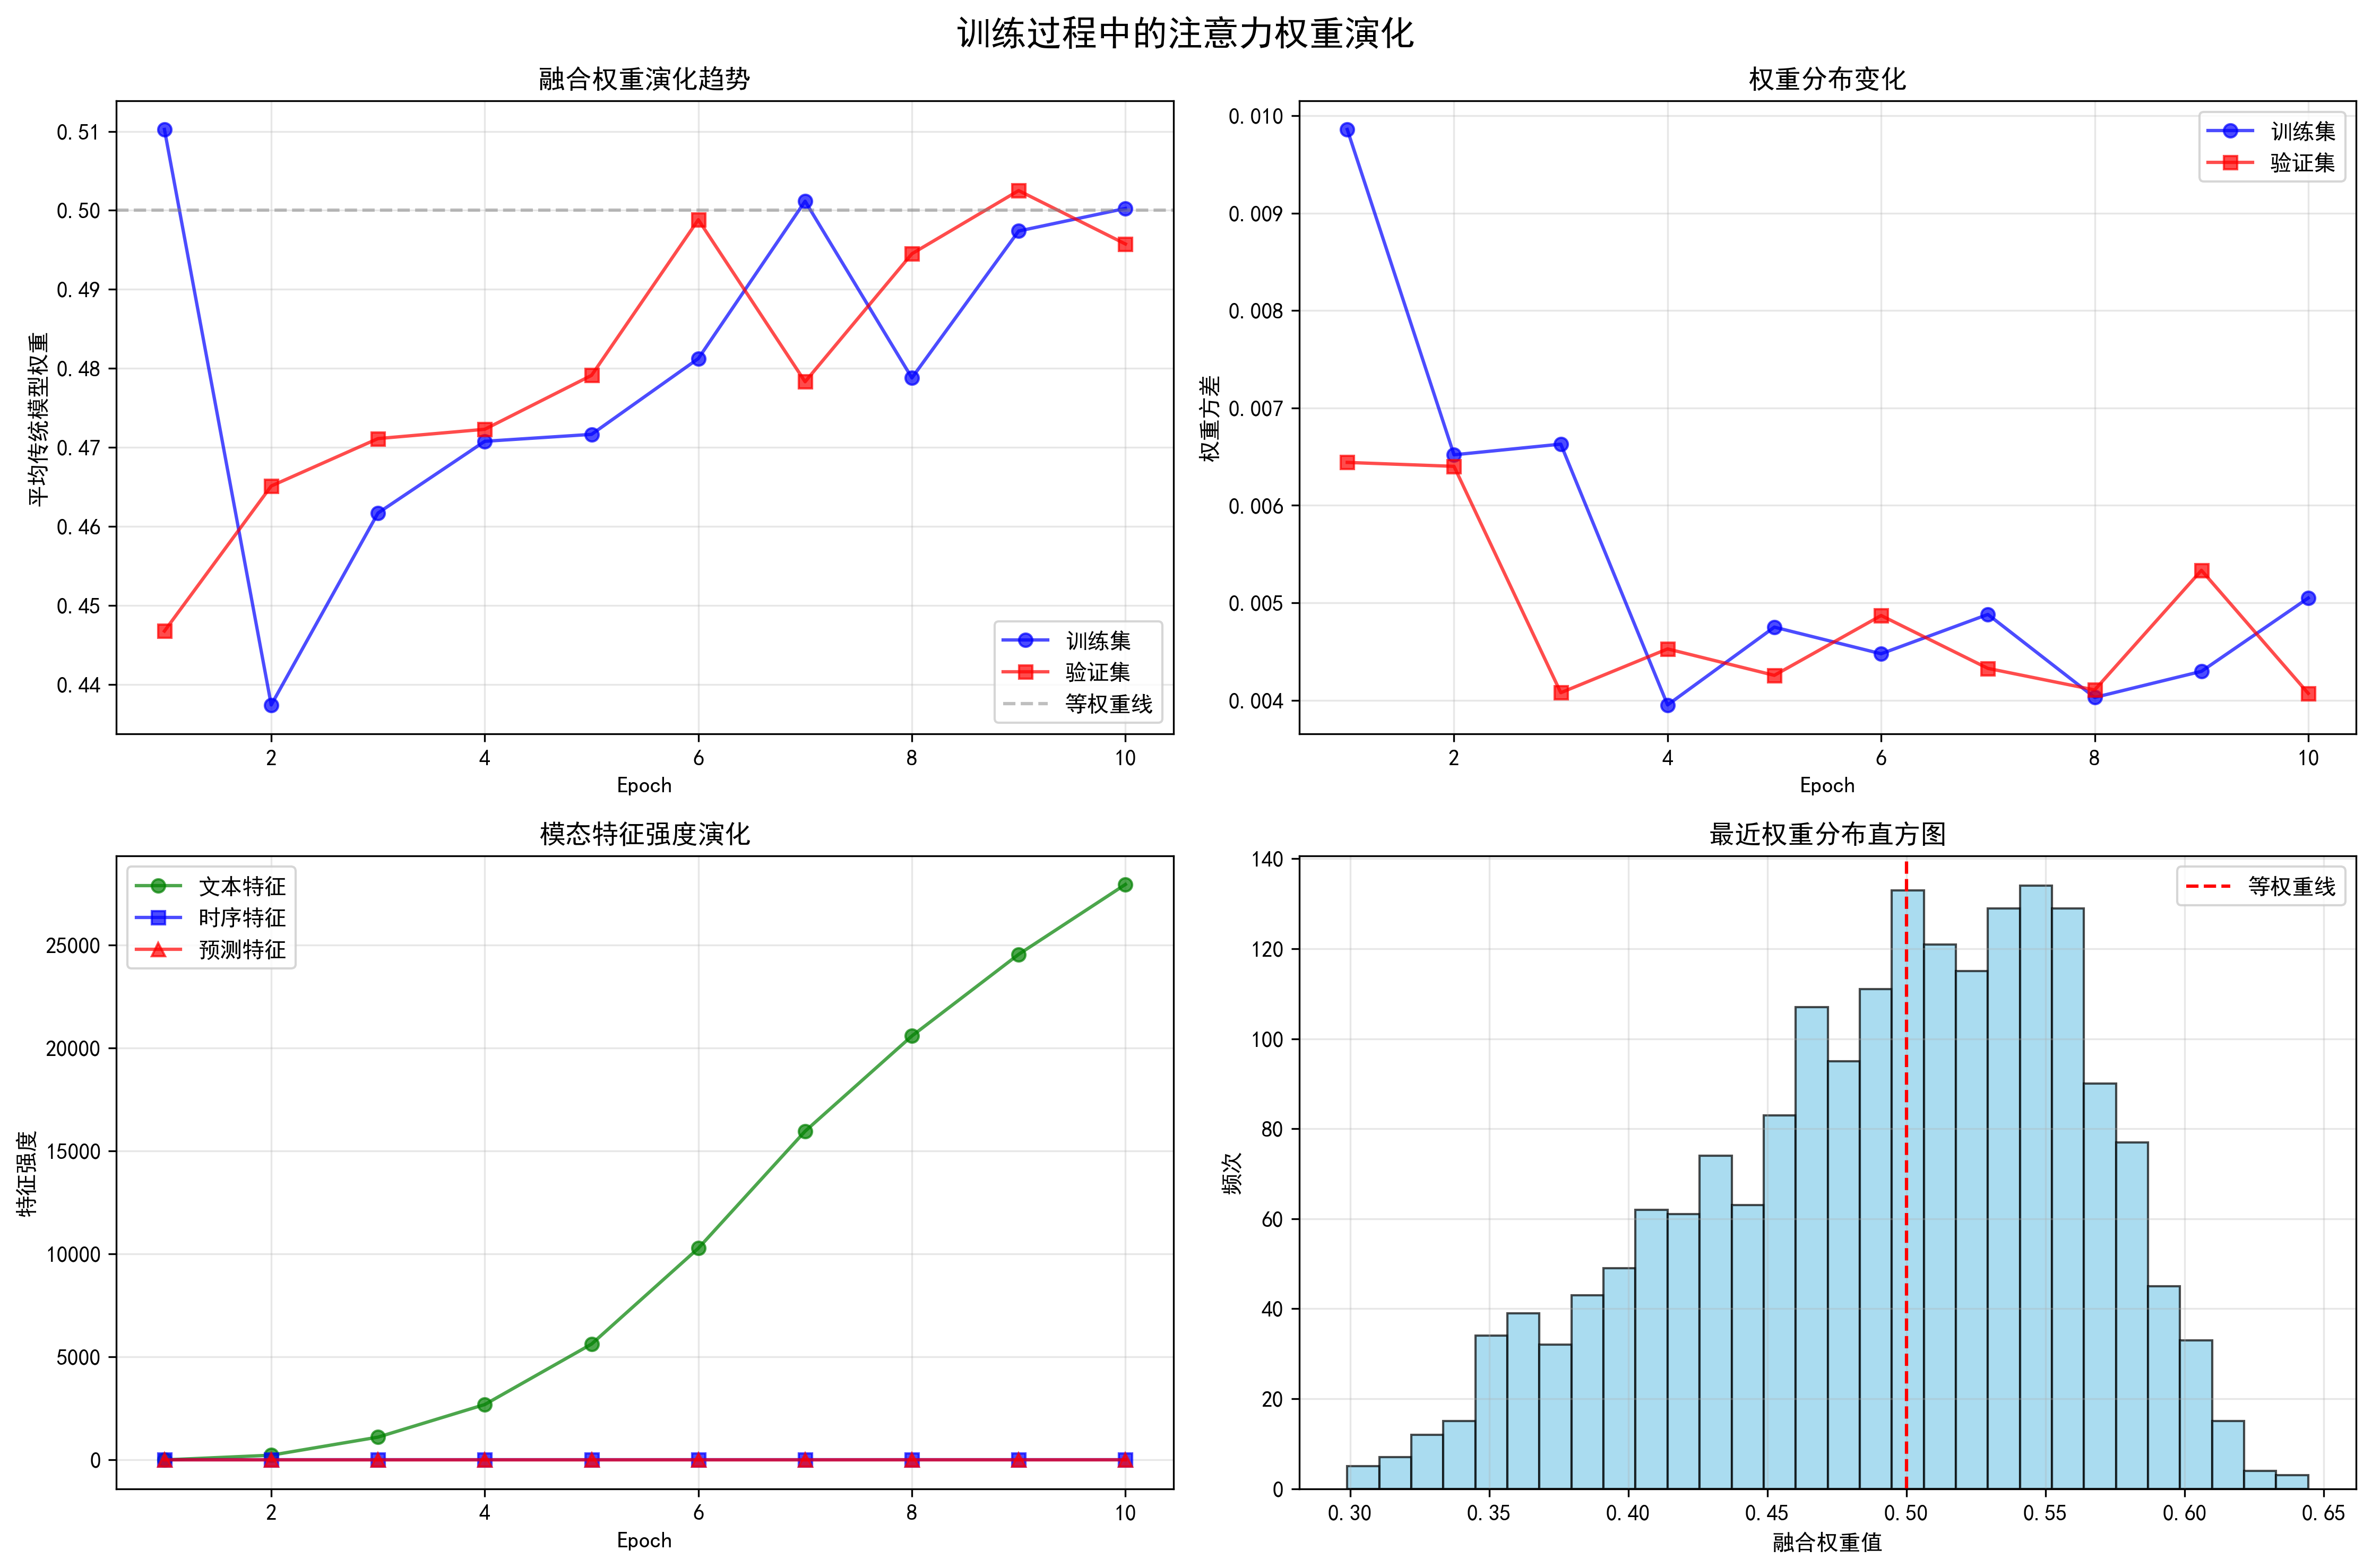 训练过程中的注意力权重演化
融合权重演化趋势
平均传统模型权重
0.51
0.50
0.49
0.48
0.47
0.46
0.45
0.44
训练集
验证集
等权重线
2 4 6 8 10
Epoch
权重分布变化
权重方差
0.010
0.009
0.008
0.007
0.006
0.005
0.004
训练集
验证集
2 4 6 8 10
Epoch
模态特征强度演化
特征强度
文本特征
时序特征
预测特征
25000
20000
15000
10000
5000
0
2 4 6 8 10
Epoch
最近权重分布直方图
频次
140
120
100
80
60
40
20
0
等权重线
0.30 0.35 0.40 0.45 0.50 0.55 0.60 0.65
融合权重值